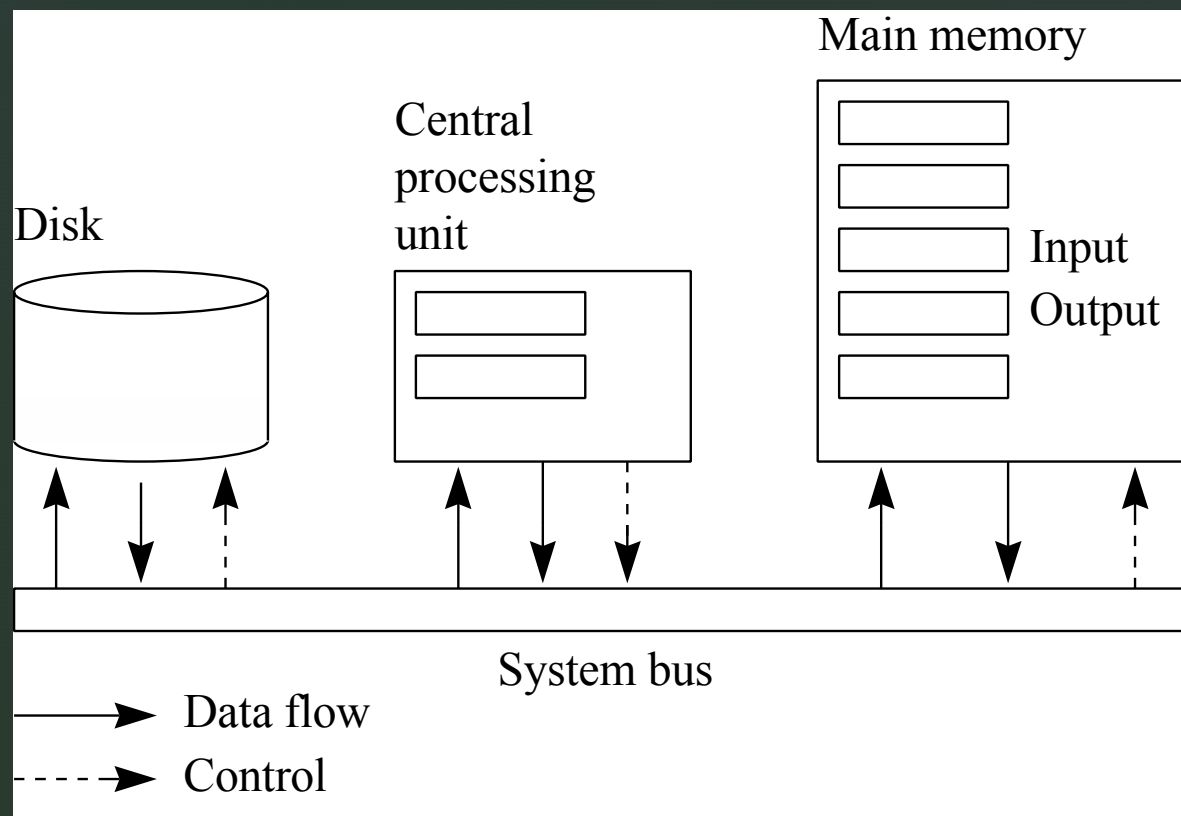 Main memory
Central
processing
unit
Disk
Input
Output
System bus
Data flow
Control